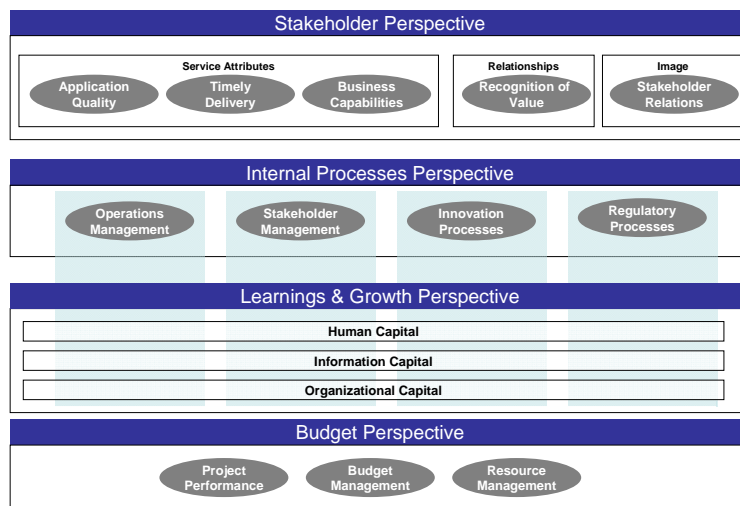 Stakeholder Perspective
Service Attributes
Relationships
Image
Application
Quality
Timely
Delivery
Business
Capabilities
Recognition of
Value
Stakeholder
Relations
Internal Processes Perspective
Operations
Management
Stakeholder
Management
Innovation
Processes
Regulatory
Processes
Learnings & Growth Perspective
Human Capital
Information Capital
Organizational Capital
Budget Perspective
Project
Performance
Budget
Management
Resource
Management